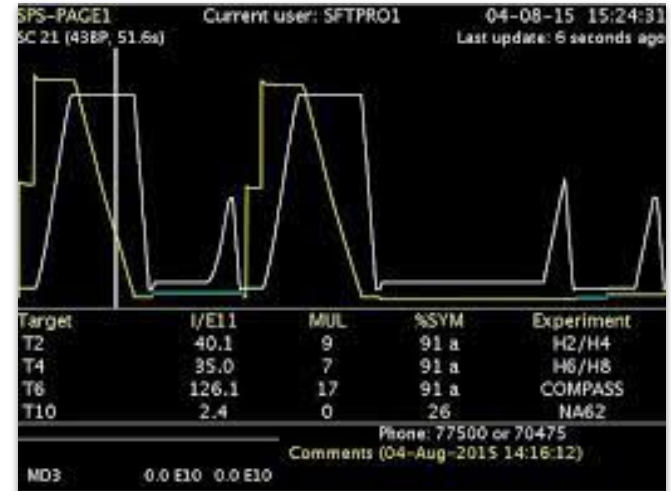 SPS-PAGE1 Current user: SFTPRO1 04-08-15 15:24:31
SC 21 (43BP, 51.6s) Last update: 6 seconds ago
Target I/E11 MUL %SYM Experiment
T2 40.1 9 91 a H2/H4
T4 35.0 7 91 a H6/H8
T6 126.1 17 91 a COMPASS
T10 2.4 0 26 NA62
Phone: 77500 or 70475
Comments (04-Aug-2015 14:16:12)
MD3 0.0 E10 0.0 E10